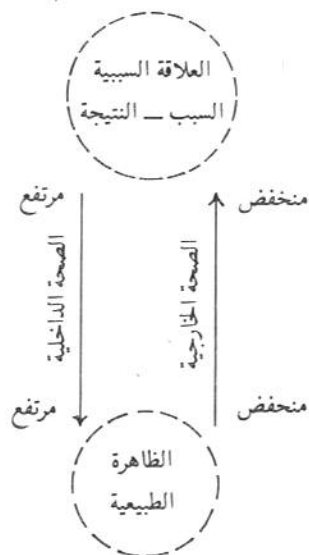 العلاقة السببية
السبب — النتيجة
مرتفع
منخفض
الصحة الداخلية
الصحة الخارجية
مرتفع
منخفض
الظاهرة
الطبيعية